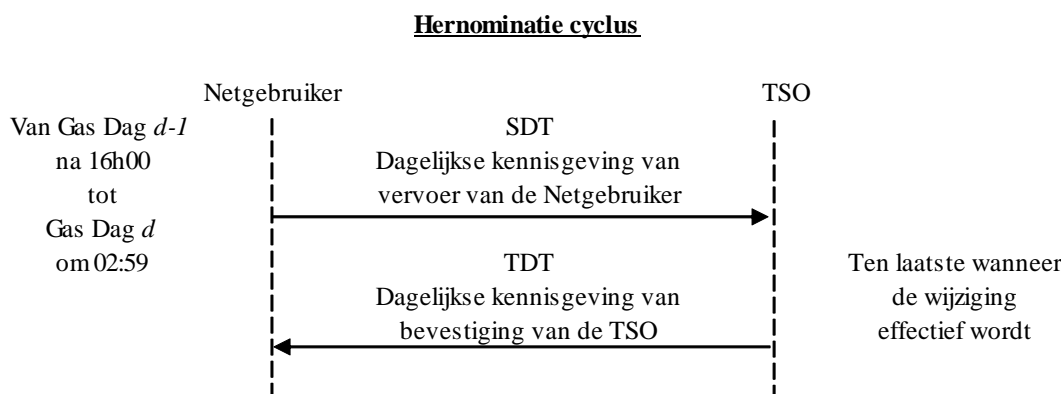 Hernominatie cyclus
Netgebruiker
TSO
Van Gas Dag d-1
na 16h00
tot
Gas Dag d
om 02:59
SDT
Dagelijkse kennisgeving van
vervoer van de Netgebruiker
TDT
Dagelijkse kennisgeving van
bevestiging van de TSO
Ten laatste wanneer
de wijziging
effectief wordt